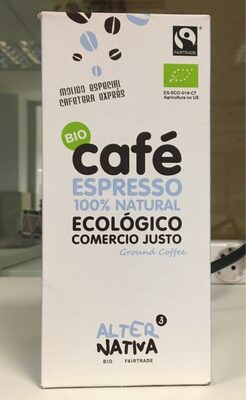 FAIRTRADE
MOLIDO ESPECIAL
CAFETERA EXPRÉS
ES-ECO-019-CT
Agricultura no UE
BIO
café
ESPRESSO
100% NATURAL
ECOLÓGICO
COMERCIO JUSTO
Ground Coffee
ALTER 3
NATIVA
BIO FAIRTRADE